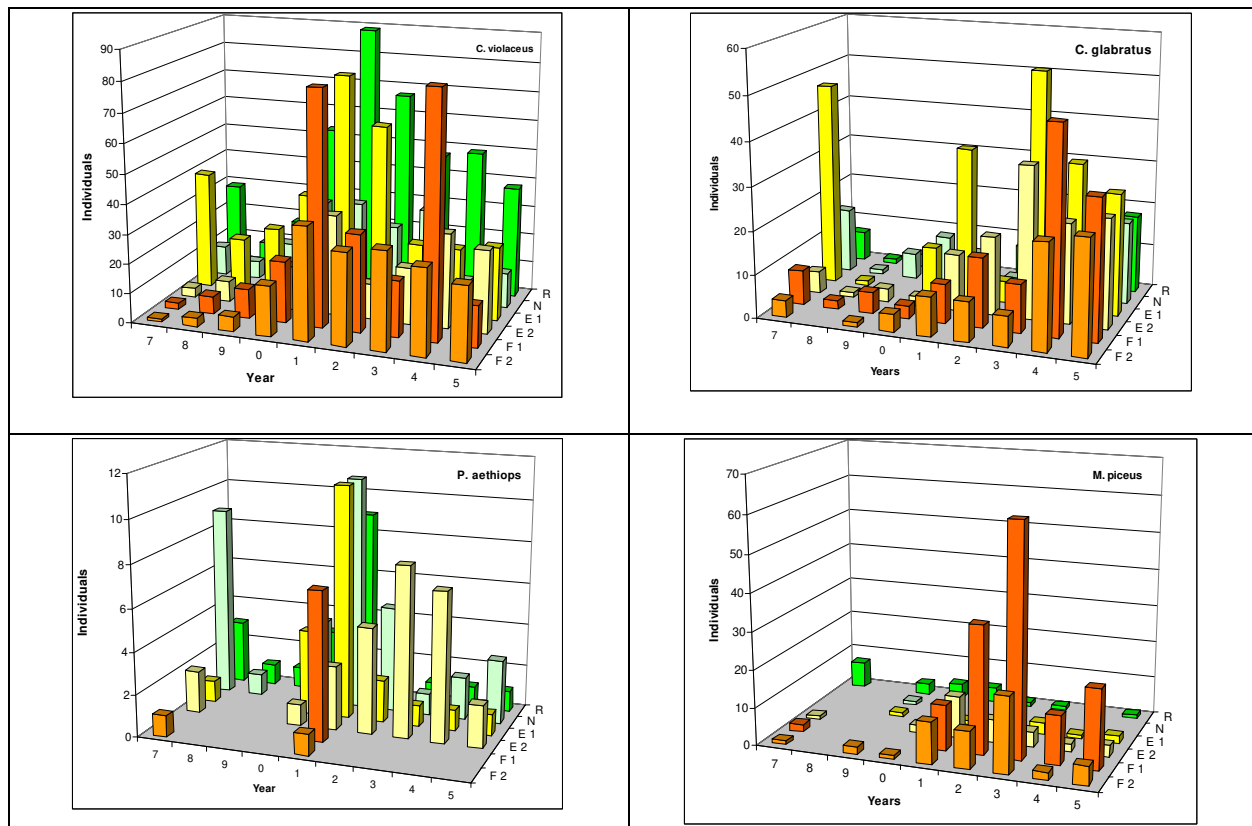 C. violaceus
90
80
70
60
50
40
30
20
10
0
Individuals
7 8 9 0 1 2 3 4 5
Year
R
N
E 1
E 2
F 1
F 2
C. glabratus
60
50
40
30
20
10
0
Individuals
7 8 9 0 1 2 3 4 5
Years
R
N
E 1
E 2
F 1
F 2
P. aethiops
12
10
8
6
4
2
0
Individuals
7 8 9 0 1 2 3 4 5
Year
R
N
E 1
E 2
F 1
F 2
M. piceus
70
60
50
40
30
20
10
0
Individuals
7 8 9 0 1 2 3 4 5
Years
R
N
E 1
E 2
F 1
F 2